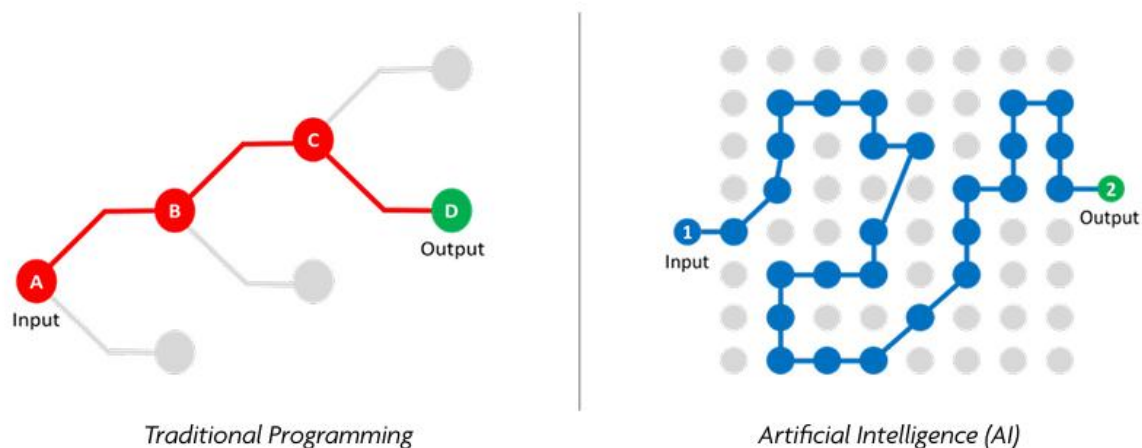 A
Input
B
C
D
Output
Traditional Programming
1
Input
2
Output
Artificial Intelligence (AI)